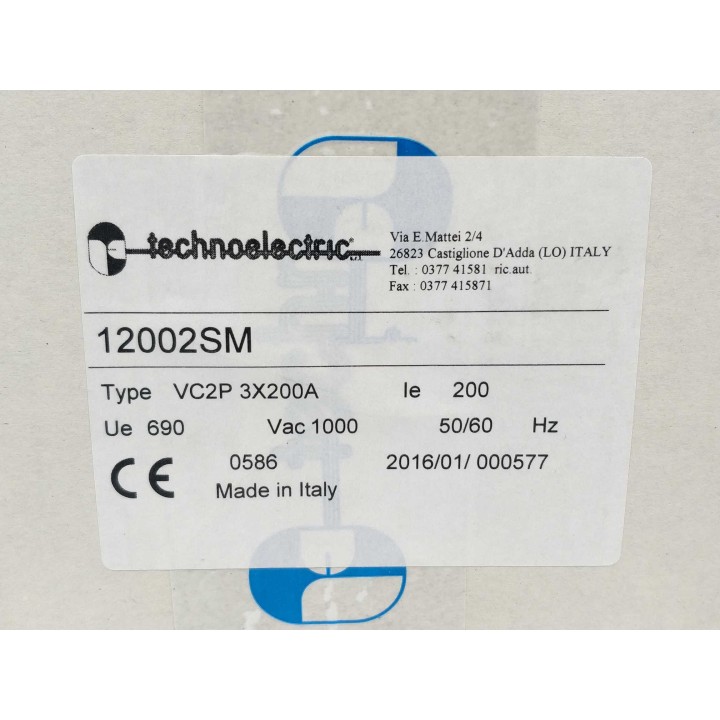 technoelectric
Via E.Mattei 2/4
26823 Castiglione D'Adda (LO) ITALY
Tel. : 0377 41581 ric.aut.
Fax : 0377 415871
12002SM
Type VC2P 3X200A Ie 200
Ue 690 Vac 1000 50/60 Hz
CE 0586 2016/01/ 000577
Made in Italy